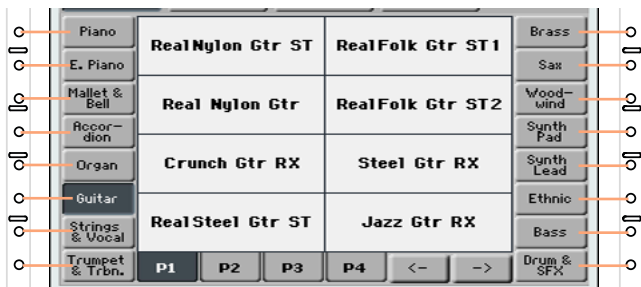 Piano
E. Piano
Mallet &
Bell
Accor-
dion
Organ
Guitar
Strings
& Vocal
Trumpet
& Trbn.
RealNylon Gtr ST
RealFolk Gtr ST1
Real Nylon Gtr
RealFolk Gtr ST2
Crunch Gtr RX
Steel Gtr RX
RealSteel Gtr ST
Jazz Gtr RX
P1
P2
P3
P4
<-
->
Brass
Sax
Wood-
wind
Synth
Pad
Synth
Lead
Ethnic
Bass
Drum &
SFX